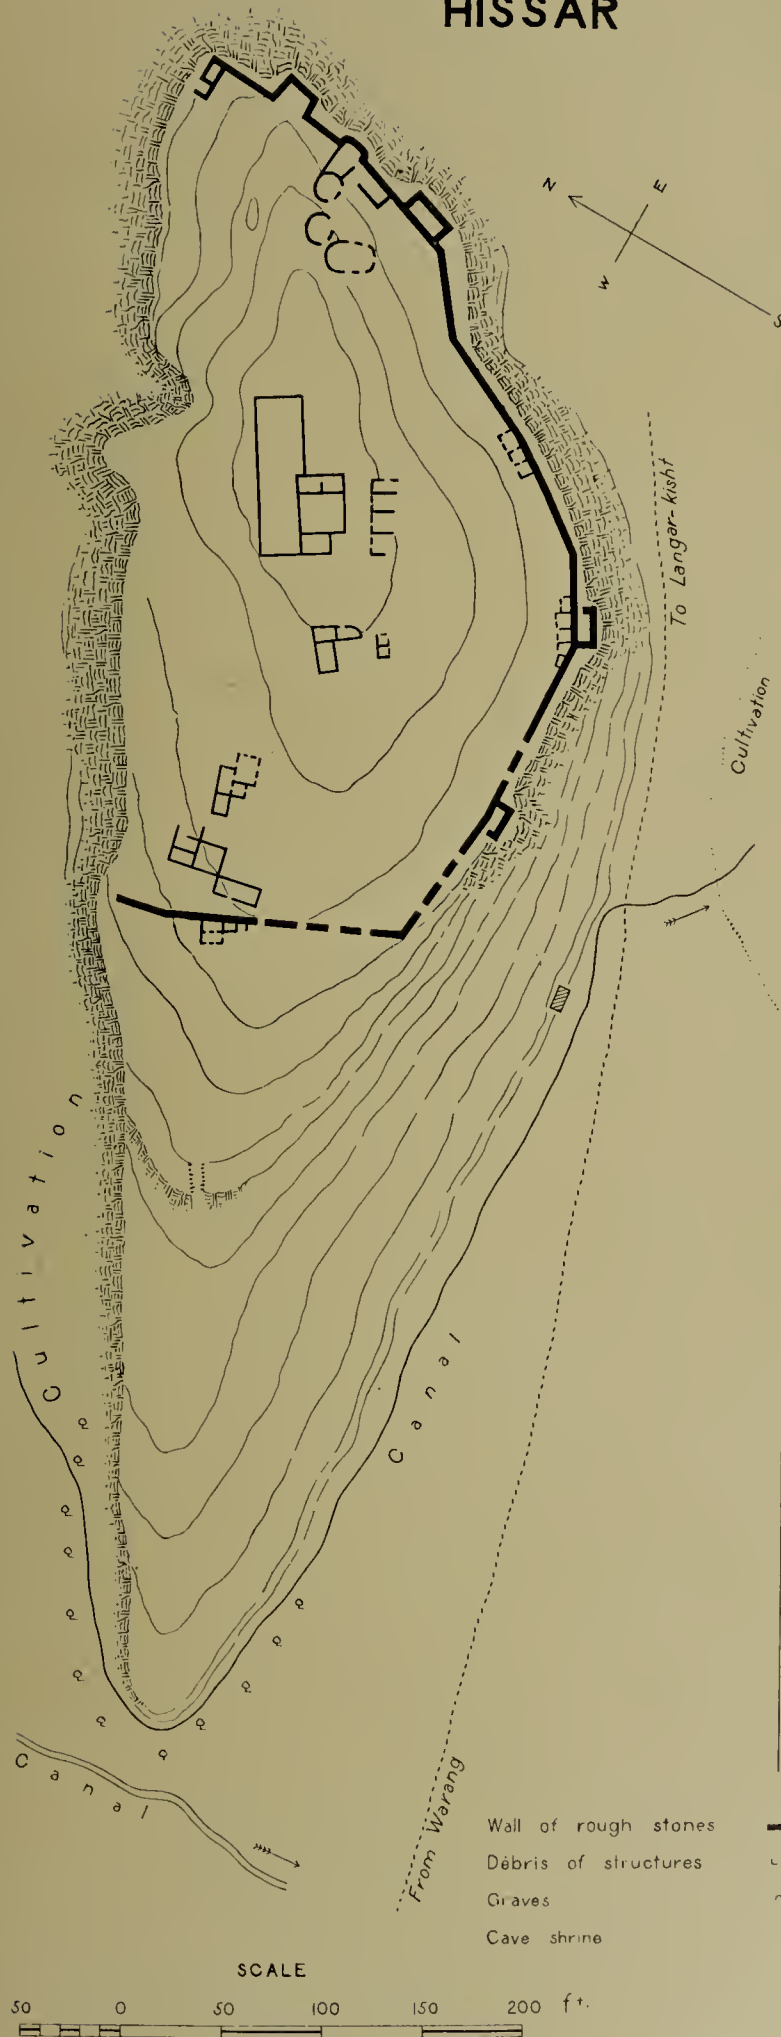 HISSAR
N
E
W
S
To Langar-kisht
Cultivation
Cultivation
Canal
Canal
From Warang
Wall of rough stones
Débris of structures
Graves
Cave shrine
SCALE
50 0 50 100 150 200 ft.